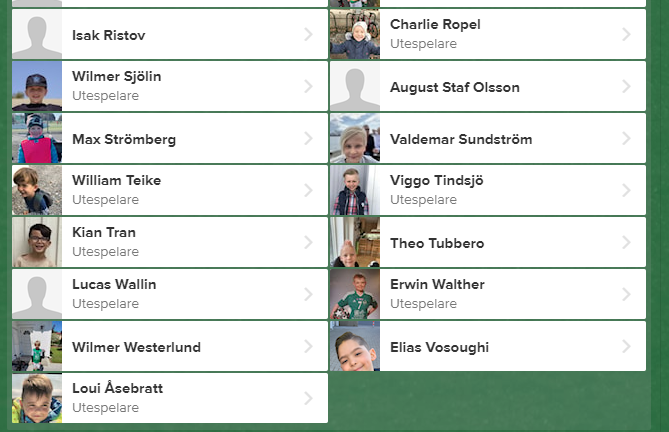 Isak Ristov
Charlie Ropel
Utespelare
Wilmer Sjölin
Utespelare
August Staf Olsson
Max Strömberg
Valdemar Sundström
William Teike
Utespelare
Viggo Tindsjö
Utespelare
Kian Tran
Utespelare
Theo Tubbero
Lucas Wallin
Utespelare
Erwin Walther
Utespelare
Wilmer Westerlund
Elias Vosoughi
Loui Åsebratt
Utespelare